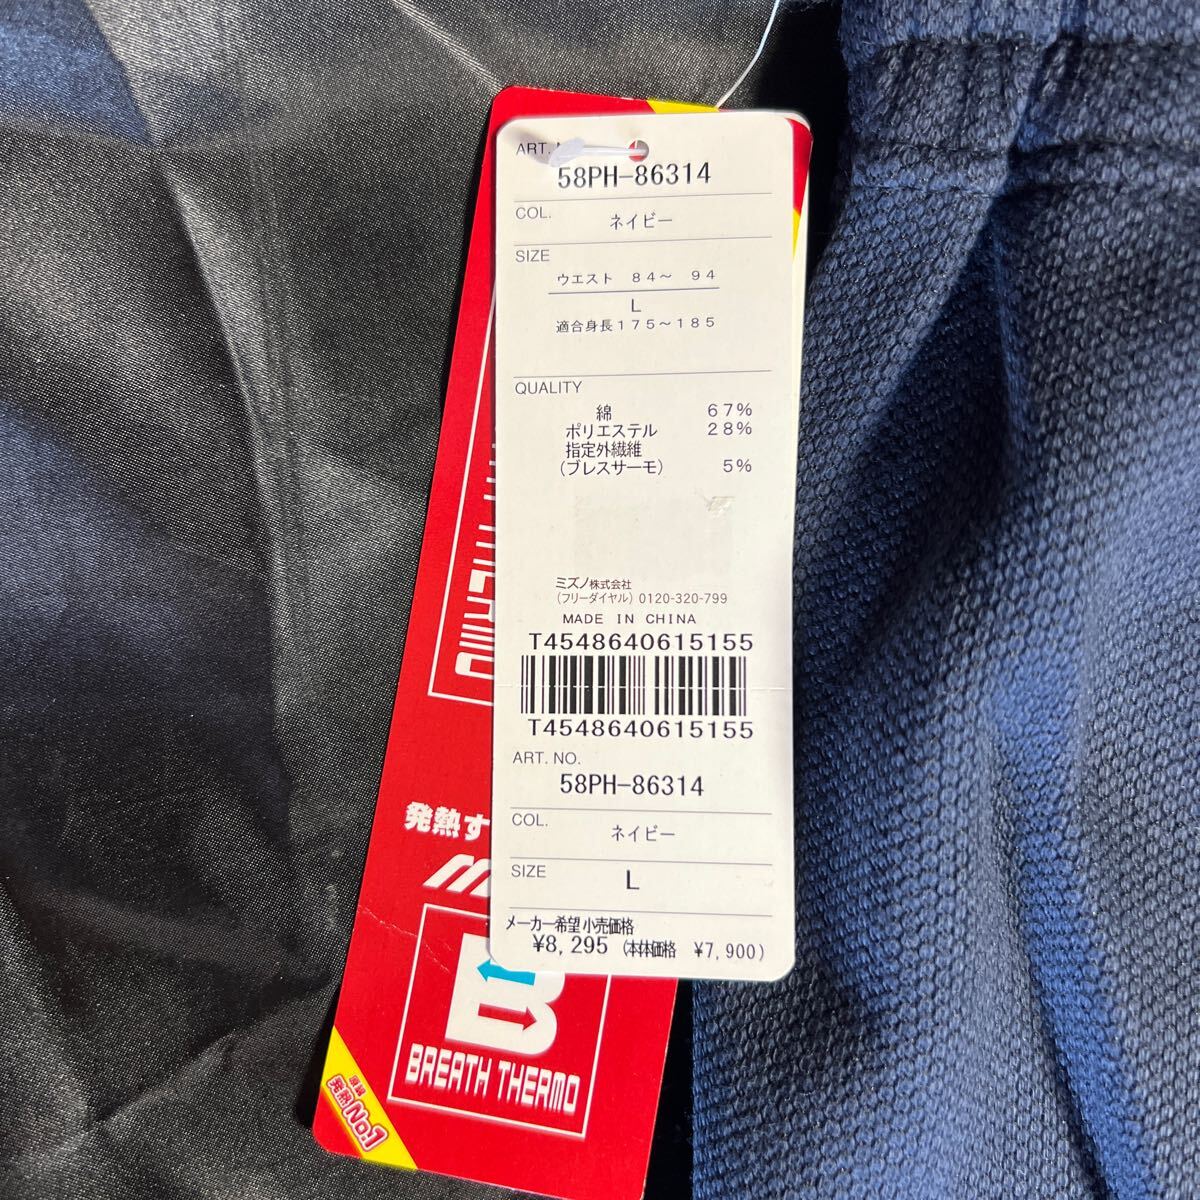 ART.
58PH-86314
COL.
ネイビー
SIZE
ウエスト 84～ 94
L
適合身長175～185
QUALITY
綿 67%
ポリエステル 28%
指定外繊維
(ブレスサーモ) 5%
ミズノ株式会社
(フリーダイヤル) 0120-320-799
MADE IN CHINA
T4548640615155
T4548640615155
ART. NO.
58PH-86314
COL.
ネイビー
SIZE
L
メーカー希望小売価格
¥8,295 (本体価格 ¥7,900)
発熱す
B
BREATH THERMO
発熱No.1